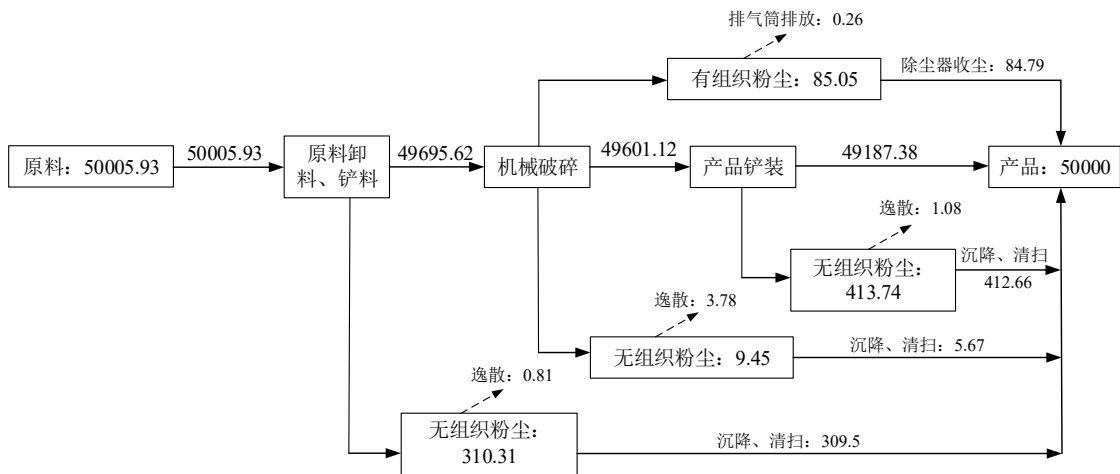 排气筒排放：0.26
有组织粉尘：85.05
除尘器收尘：84.79
原料：50005.93
50005.93
原料卸
料、铲料
49695.62
机械破碎
49601.12
产品铲装
49187.38
产品：50000
逸散：1.08
无组织粉尘：
413.74
沉降、清扫
412.66
逸散：3.78
无组织粉尘：9.45
沉降、清扫：5.67
逸散：0.81
无组织粉尘：
310.31
沉降、清扫：309.5